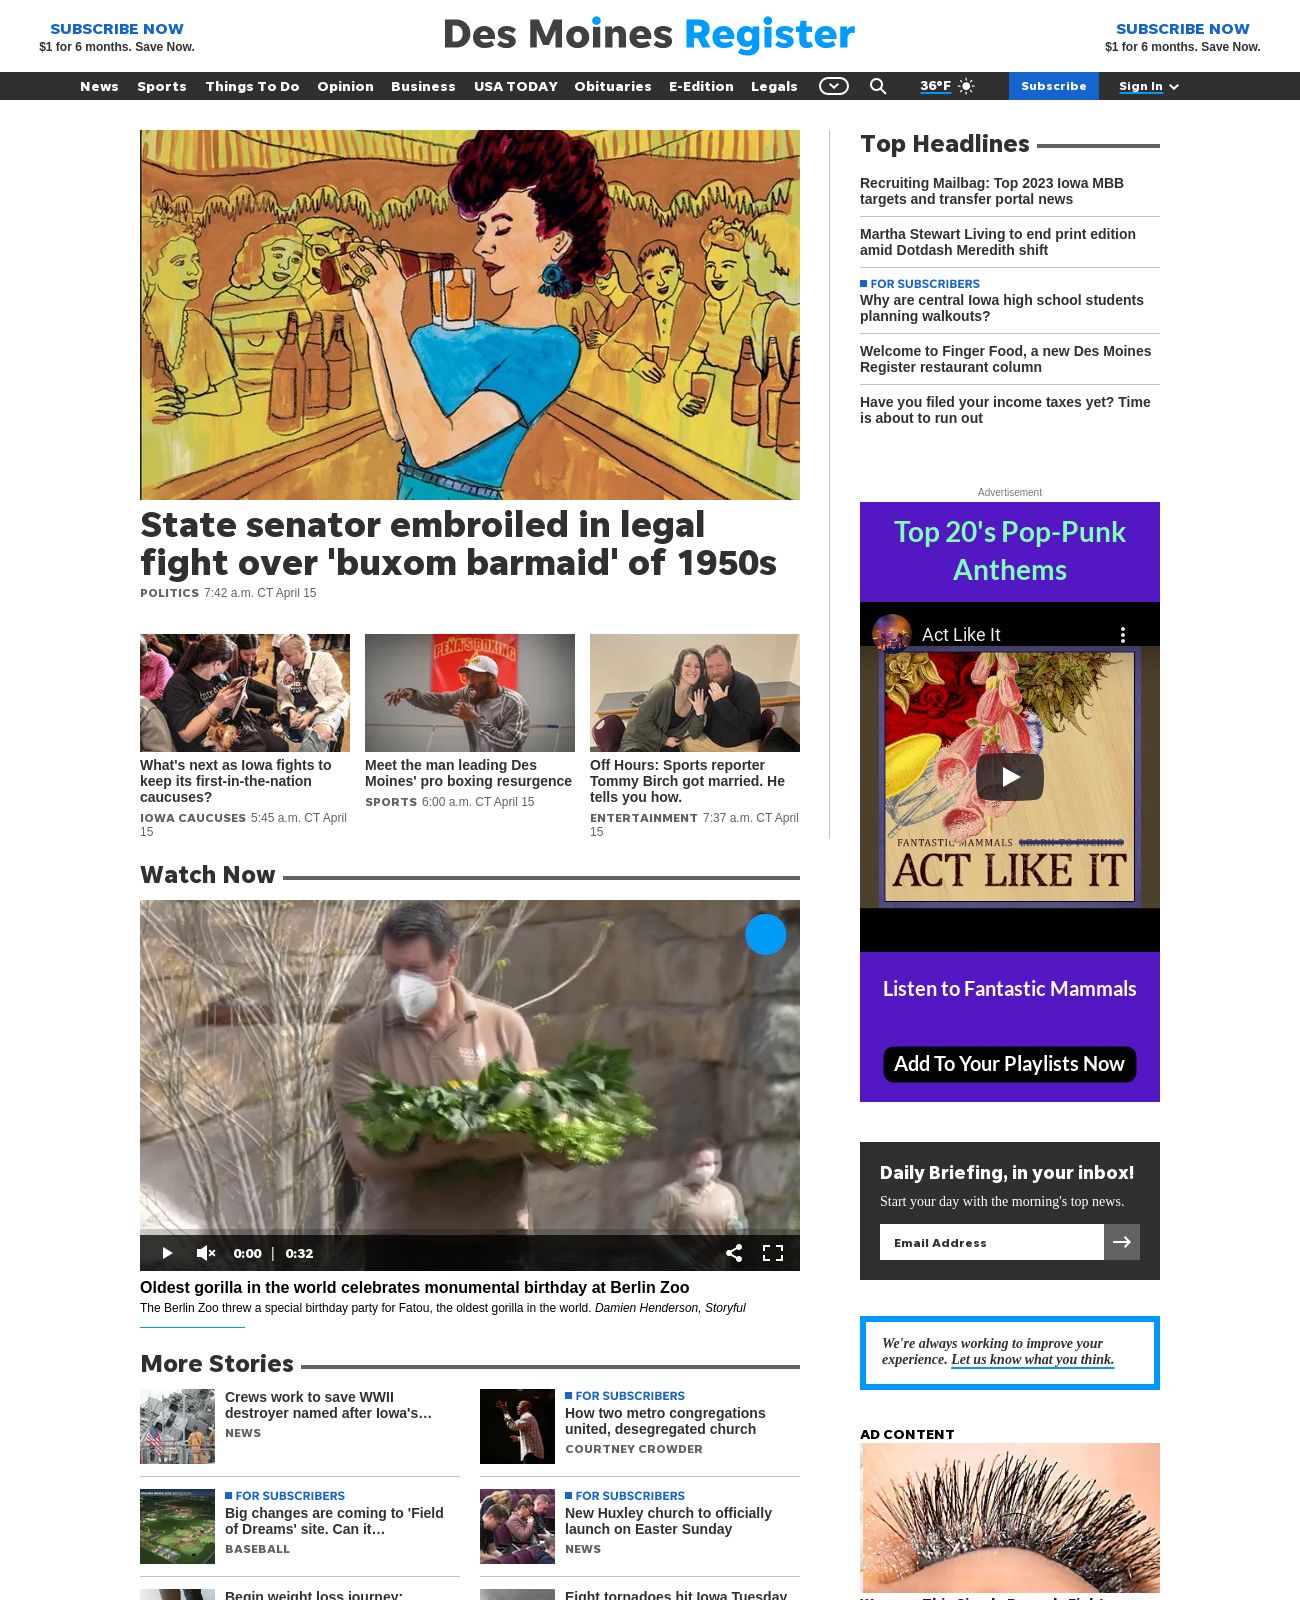 SUBSCRIBE NOW
$1 for 6 months. Save Now.
Des Moines Register
SUBSCRIBE NOW
$1 for 6 months. Save Now.
News Sports Things To Do Opinion Business USA TODAY Obituaries E-Edition Legals 36°F Subscribe Sign In
State senator embroiled in legal
fight over 'buxom barmaid' of 1950s
POLITICS 7:42 a.m. CT April 15
PEÑA'S BOXING
What's next as Iowa fights to
keep its first-in-the-nation
caucuses?
IOWA CAUCUSES 5:45 a.m. CT April
15
Meet the man leading Des
Moines' pro boxing resurgence
SPORTS 6:00 a.m. CT April 15
Off Hours: Sports reporter
Tommy Birch got married. He
tells you how.
ENTERTAINMENT 7:37 a.m. CT April
15
Top Headlines
Recruiting Mailbag: Top 2023 Iowa MBB
targets and transfer portal news
Martha Stewart Living to end print edition
amid Dotdash Meredith shift
FOR SUBSCRIBERS
Why are central Iowa high school students
planning walkouts?
Welcome to Finger Food, a new Des Moines
Register restaurant column
Have you filed your income taxes yet? Time
is about to run out
Advertisement
Top 20's Pop-Punk
Anthems
Act Like It
FANTASTIC MAMMALS LEARN TO FUCKING
ACT LIKE IT
Listen to Fantastic Mammals
Add To Your Playlists Now
Watch Now
0:00 | 0:32
Oldest gorilla in the world celebrates monumental birthday at Berlin Zoo
The Berlin Zoo threw a special birthday party for Fatou, the oldest gorilla in the world. Damien Henderson, Storyful
Daily Briefing, in your inbox!
Start your day with the morning's top news.
Email Address
We're always working to improve your
experience. Let us know what you think.
More Stories
Crews work to save WWII
destroyer named after Iowa's…
NEWS
FOR SUBSCRIBERS
How two metro congregations
united, desegregated church
COURTNEY CROWDER
FOR SUBSCRIBERS
Big changes are coming to 'Field
of Dreams' site. Can it…
BASEBALL
FOR SUBSCRIBERS
New Huxley church to officially
launch on Easter Sunday
NEWS
Begin weight loss journey:
Eight tornadoes hit Iowa Tuesday
AD CONTENT